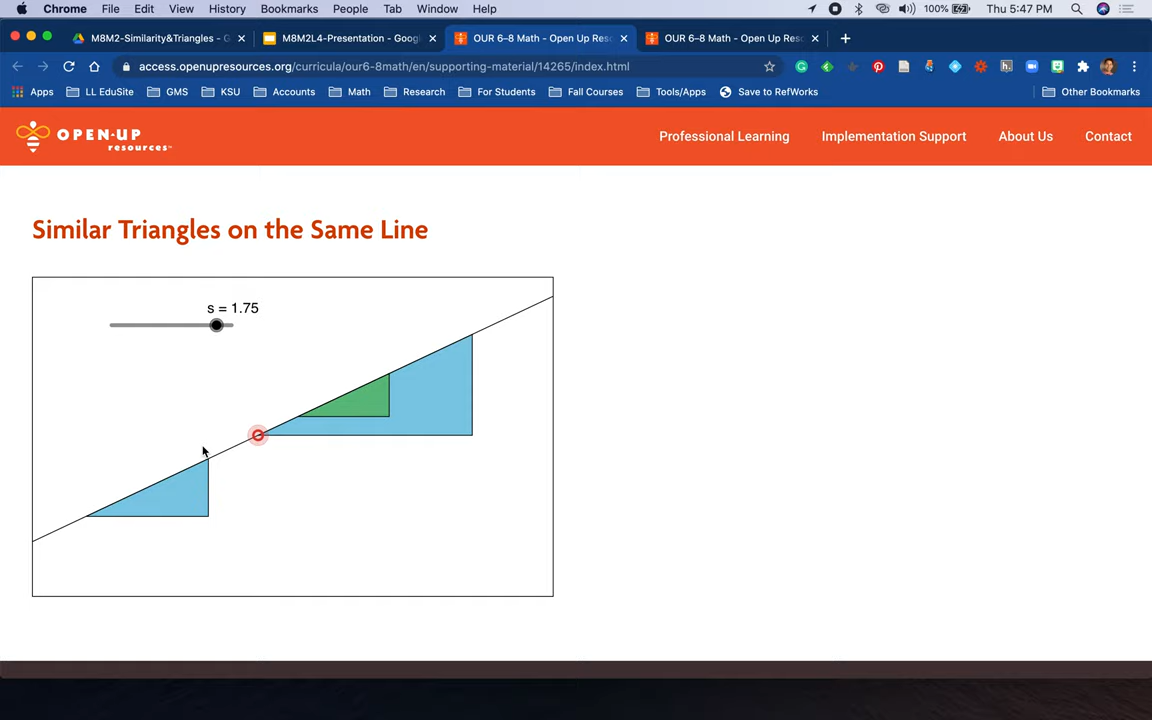 Chrome File Edit View History Bookmarks People Tab Window Help 100% Thu 5:47 PM
M8M2-Similarity&Triangles - G × M8M2L4-Presentation - Googl × OUR 6–8 Math - Open Up Reso × OUR 6–8 Math - Open Up Reso × +
access.openupresources.org/curricula/our6-8math/en/supporting-material/14265/index.html
Apps LL EduSite GMS KSU Accounts Math Research For Students Fall Courses Tools/Apps Save to RefWorks Other Bookmarks
OPEN-UP
resources™
Professional Learning Implementation Support About Us Contact
Similar Triangles on the Same Line
s = 1.75